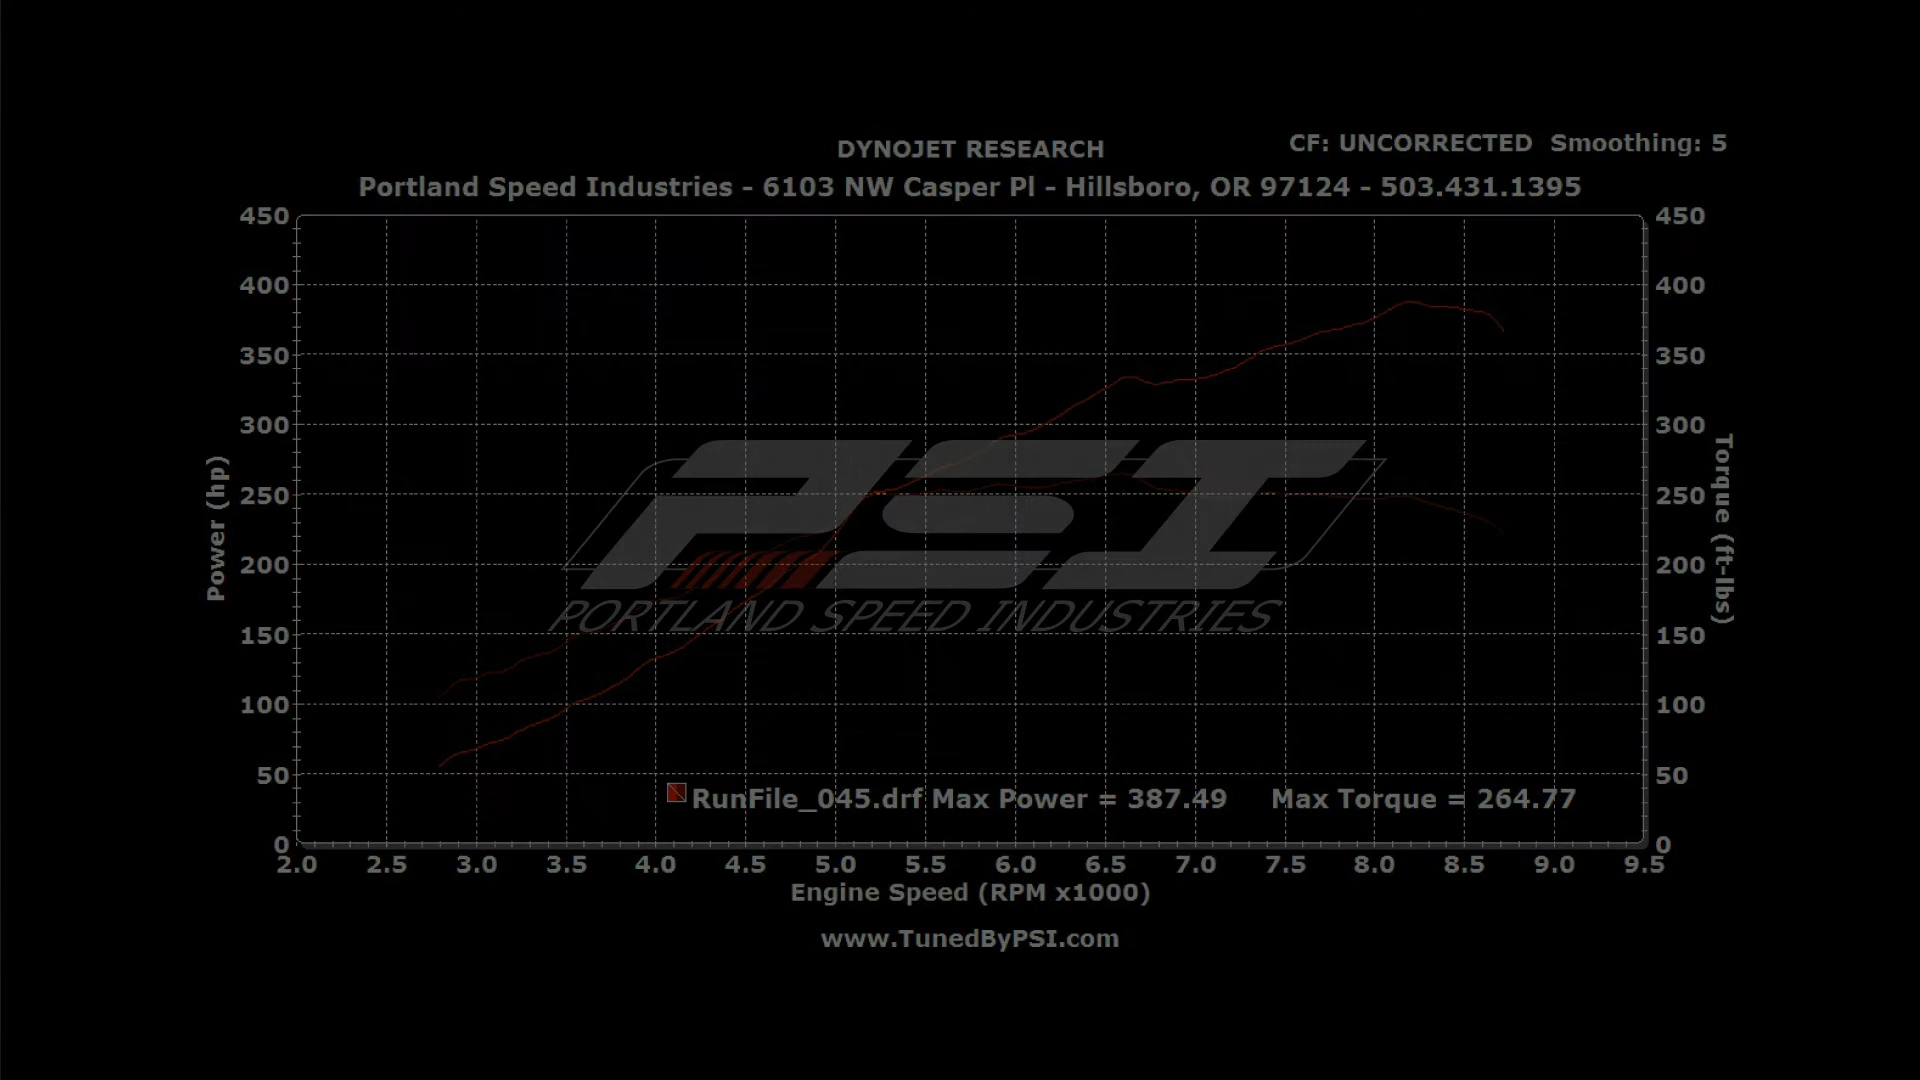 DYNOJET RESEARCH
CF: UNCORRECTED Smoothing: 5
Portland Speed Industries - 6103 NW Casper Pl - Hillsboro, OR 97124 - 503.431.1395
450
400
350
300
250
200
150
100
50
0
Power (hp)
450
400
350
300
250
200
150
100
50
0
Torque (ft-lbs)
PSI
PORTLAND SPEED INDUSTRIES
RunFile_045.drf Max Power = 387.49 Max Torque = 264.77
2.0 2.5 3.0 3.5 4.0 4.5 5.0 5.5 6.0 6.5 7.0 7.5 8.0 8.5 9.0 9.5
Engine Speed (RPM x1000)
www.TunedByPSI.com